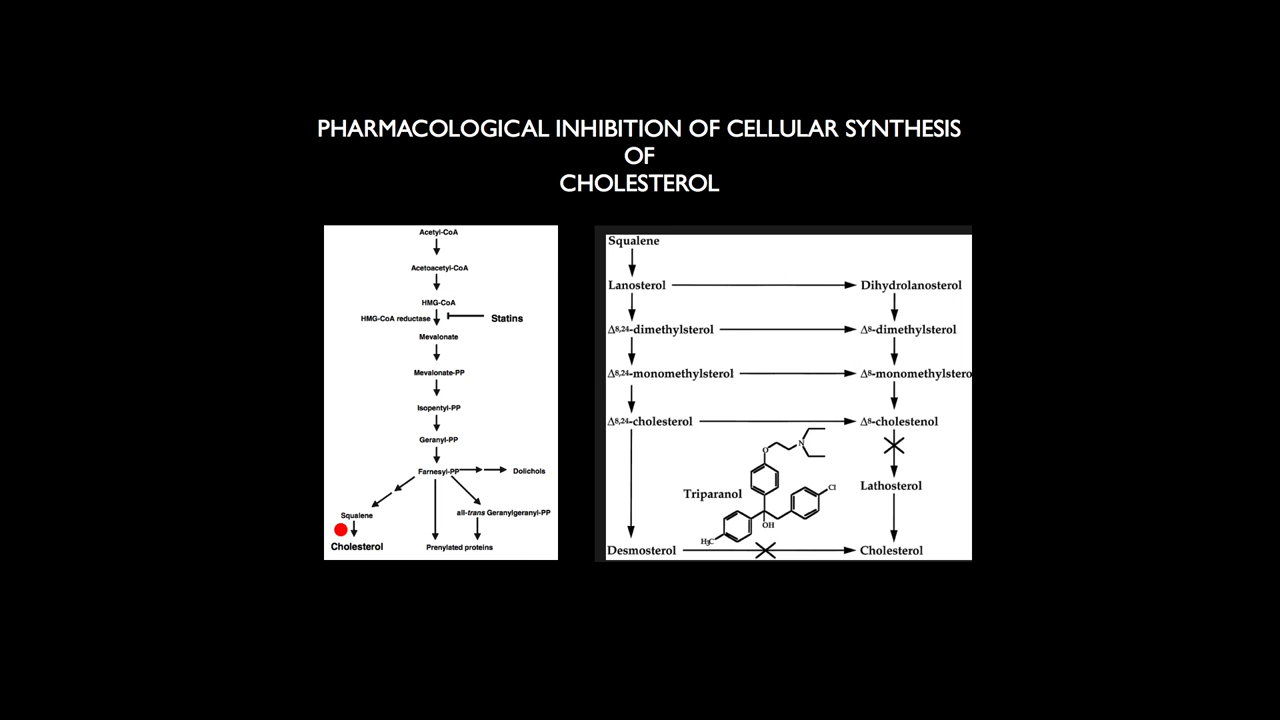 PHARMACOLOGICAL INHIBITION OF CELLULAR SYNTHESIS
OF
CHOLESTEROL
Acetyl-CoA
Acetoacetyl-CoA
HMG-CoA
HMG-CoA reductase
Statins
Mevalonate
Mevalonate-PP
Isopentyl-PP
Geranyl-PP
Farnesyl-PP
Dolichols
Squalene
all-trans Geranylgeranyl-PP
Cholesterol
Prenylated proteins
Squalene
Lanosterol
Dihydrolanosterol
Δ8,24-dimethylsterol
Δ8-dimethylsterol
Δ8,24-monomethylsterol
Δ8-monomethylstero
Δ8,24-cholesterol
Δ8-cholestenol
Lathosterol
Triparanol
O
N
Cl
OH
H3C
Desmosterol
Cholesterol